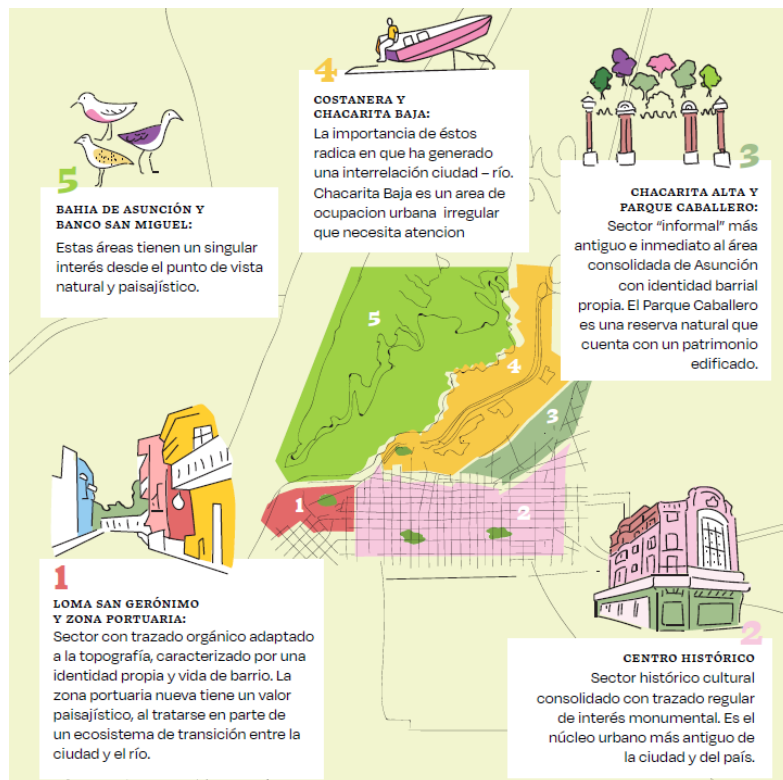 4
COSTANERA Y
CHACARITA BAJA:
La importancia de éstos
radica en que ha generado
una interrelación ciudad – río.
Chacarita Baja es un area de
ocupacion urbana irregular
que necesita atencion
5
BAHIA DE ASUNCIÓN Y
BANCO SAN MIGUEL:
Estas áreas tienen un singular
interés desde el punto de vista
natural y paisajístico.
3
CHACARITA ALTA Y
PARQUE CABALLERO:
Sector “informal” más
antiguo e inmediato al área
consolidada de Asunción
con identidad barrial
propia. El Parque Caballero
es una reserva natural que
cuenta con un patrimonio
edificado.
5
4
3
1
2
1
LOMA SAN GERÓNIMO
Y ZONA PORTUARIA:
Sector con trazado orgánico adaptado
a la topografía, caracterizado por una
identidad propia y vida de barrio. La
zona portuaria nueva tiene un valor
paisajístico, al tratarse en parte de
un ecosistema de transición entre la
ciudad y el río.
2
CENTRO HISTÓRICO
Sector histórico cultural
consolidado con trazado regular
de interés monumental. Es el
núcleo urbano más antiguo de
la ciudad y del país.